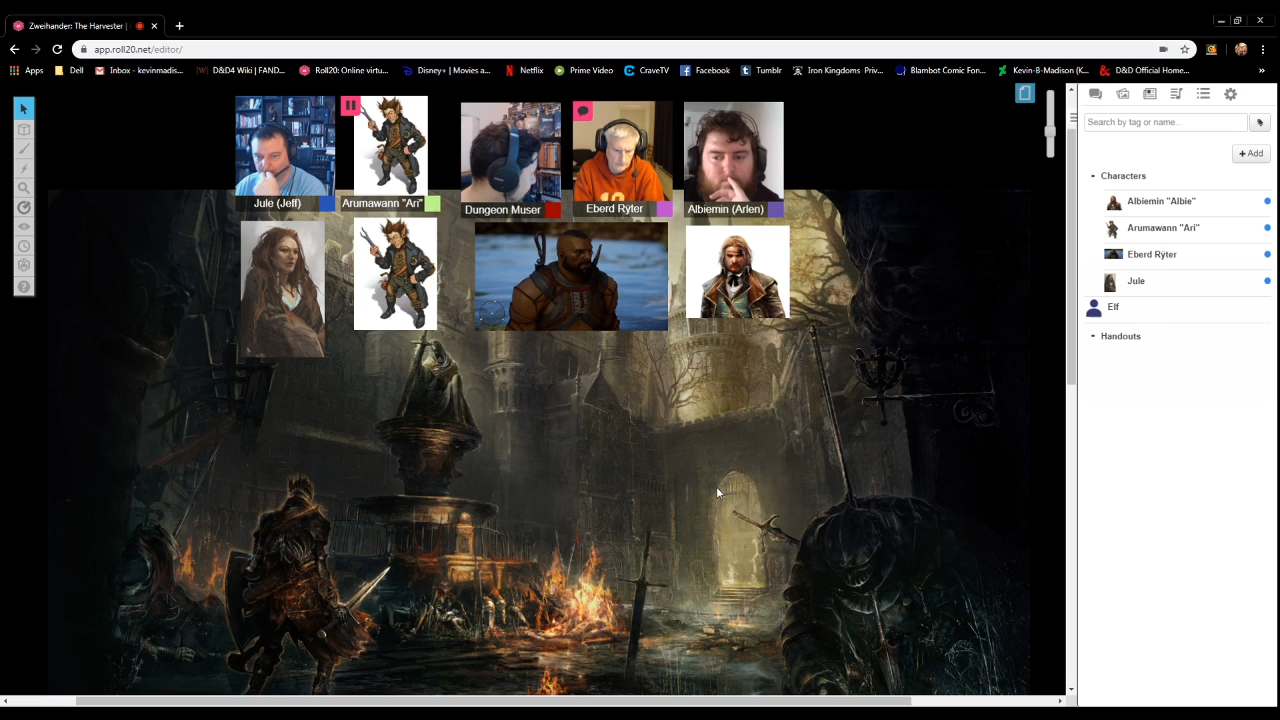 Zweihander: The Harvester |
app.roll20.net/editor/
Apps
Dell
Inbox - kevinmadis...
D&D4 Wiki | FAND...
Roll20: Online virtu...
Disney+ | Movies a...
Netflix
Prime Video
CraveTV
Facebook
Tumblr
Iron Kingdoms Priv...
Blambot Comic Fon...
Kevin-B-Madison (K...
D&D Official Home...
»
Search by tag or name...
+ Add
Characters
Albiemin "Albie"
Arumawann "Ari"
Eberd Rÿter
Jule
Elf
Handouts
Jule (Jeff)
Arumawann "Ari"
Dungeon Muser
Eberd Rÿter
Albiemin (Arlen)